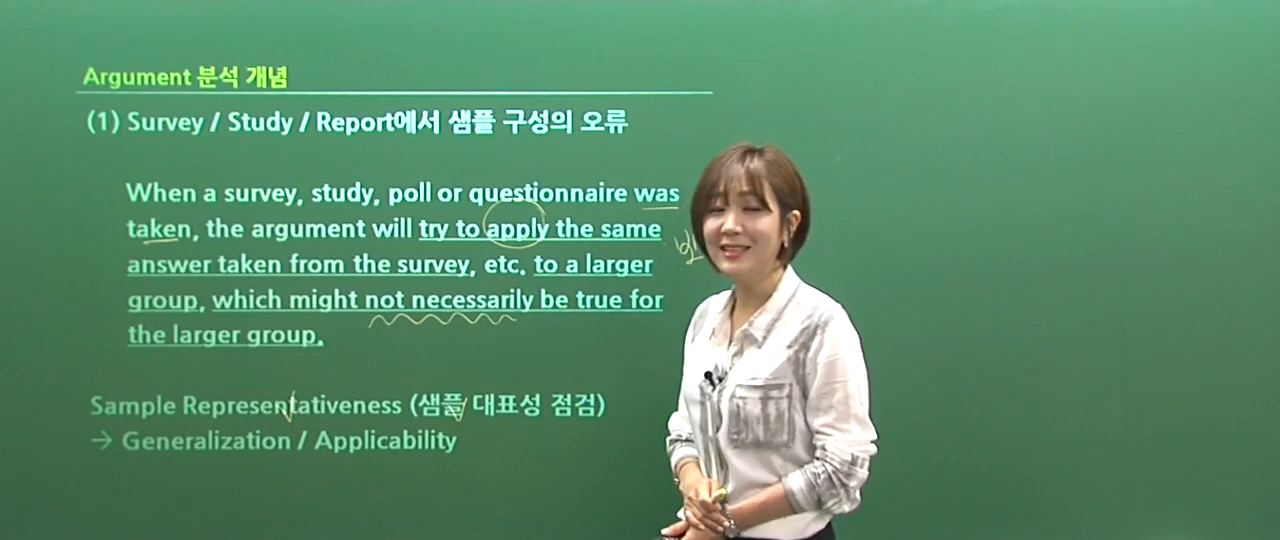 Argument 분석 개념
(1) Survey / Study / Report에서 샘플 구성의 오류
When a survey, study, poll or questionnaire was
taken, the argument will try to apply the same
answer taken from the survey, etc. to a larger
group, which might not necessarily be true for
the larger group.
Sample Representativeness (샘플 대표성 점검)
→ Generalization / Applicability